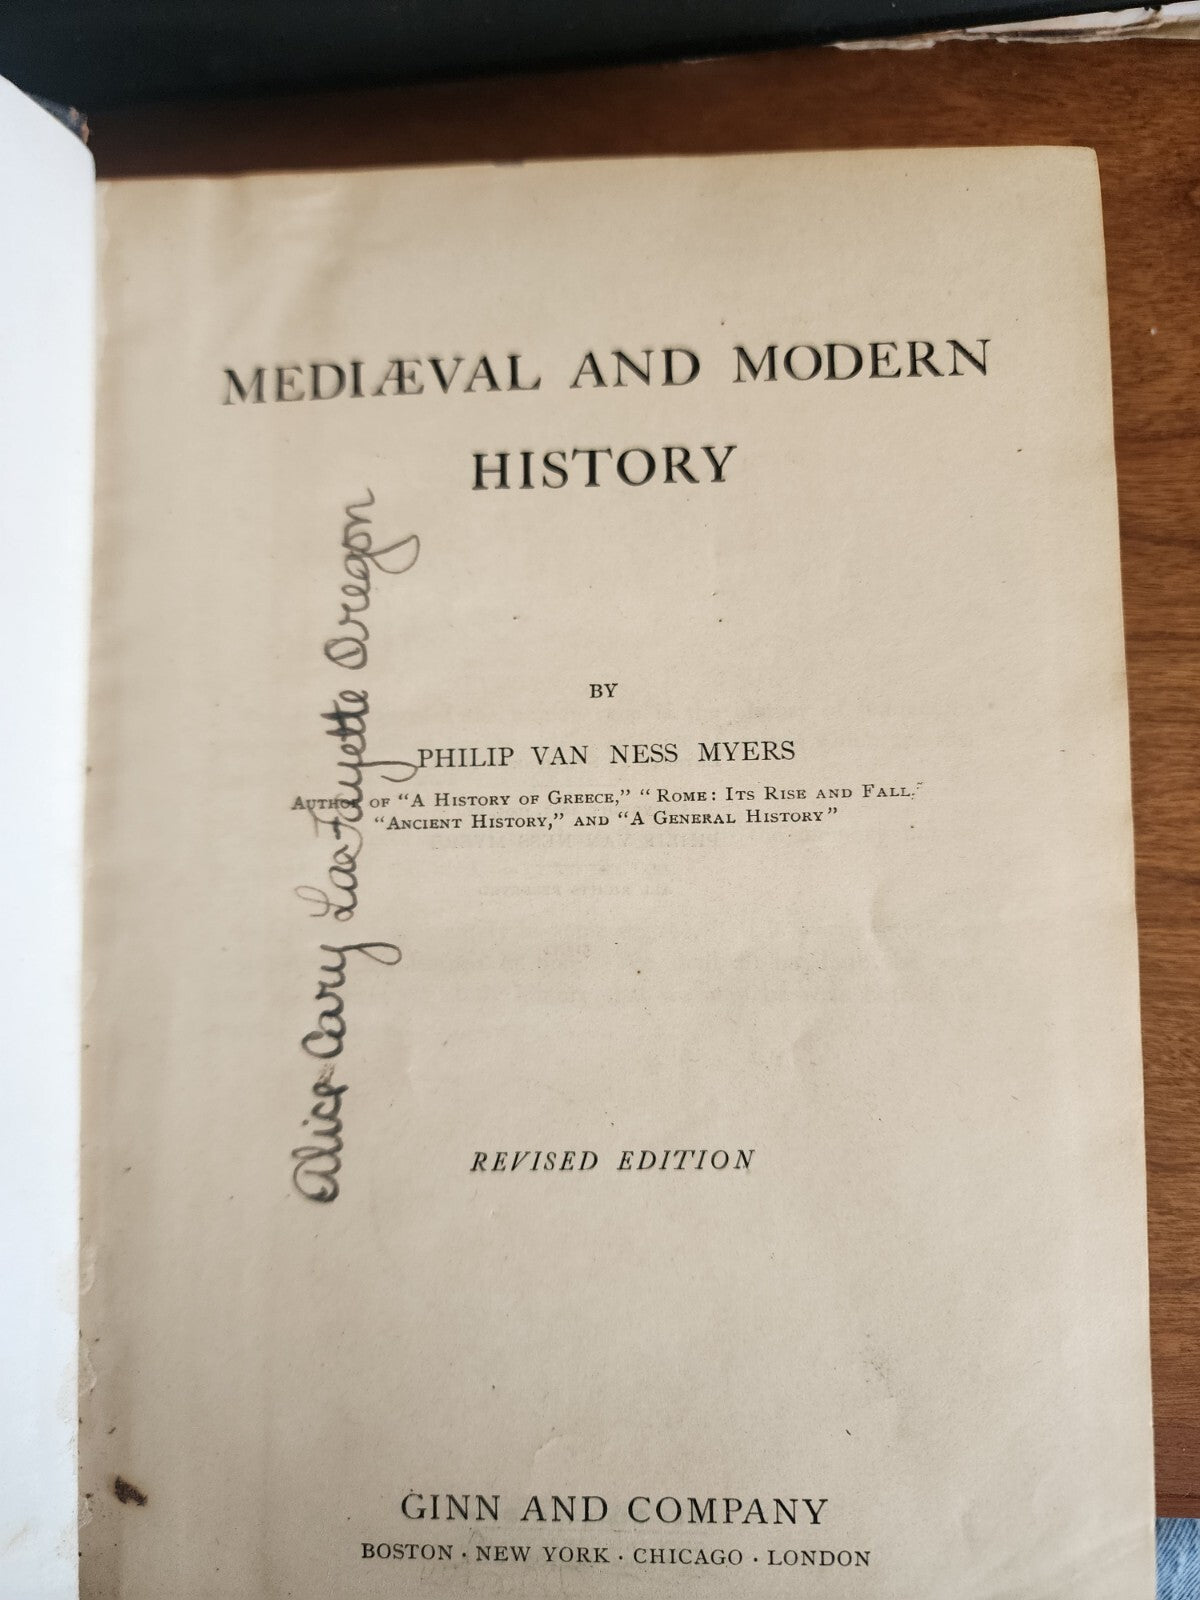 MEDIÆVAL AND MODERN
HISTORY
BY
PHILIP VAN NESS MYERS
AUTHOR OF "A HISTORY OF GREECE," "ROME: ITS RISE AND FALL,"
"ANCIENT HISTORY," AND "A GENERAL HISTORY"
Alice Cary LaFayette Oregon
REVISED EDITION
GINN AND COMPANY
BOSTON · NEW YORK · CHICAGO · LONDON